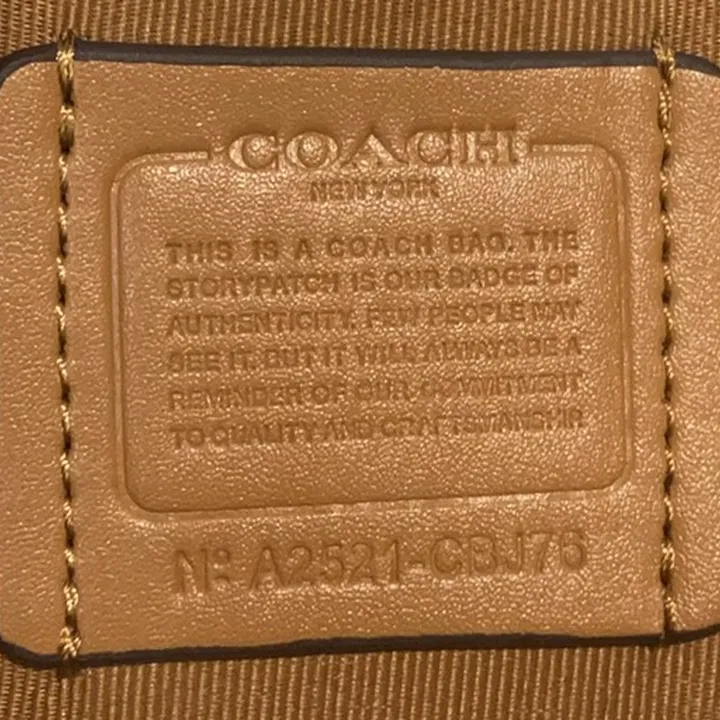 COACH
NEW YORK
THIS IS A COACH BAG. THE
STORYPATCH IS OUR BADGE OF
AUTHENTICITY. FEW PEOPLE MAY
SEE IT. BUT IT WILL ALWAYS BE A
REMINDER OF OUR COMMITMENT
TO QUALITY AND CRAFTSMANSHIP
Nº A2521-CBJ76